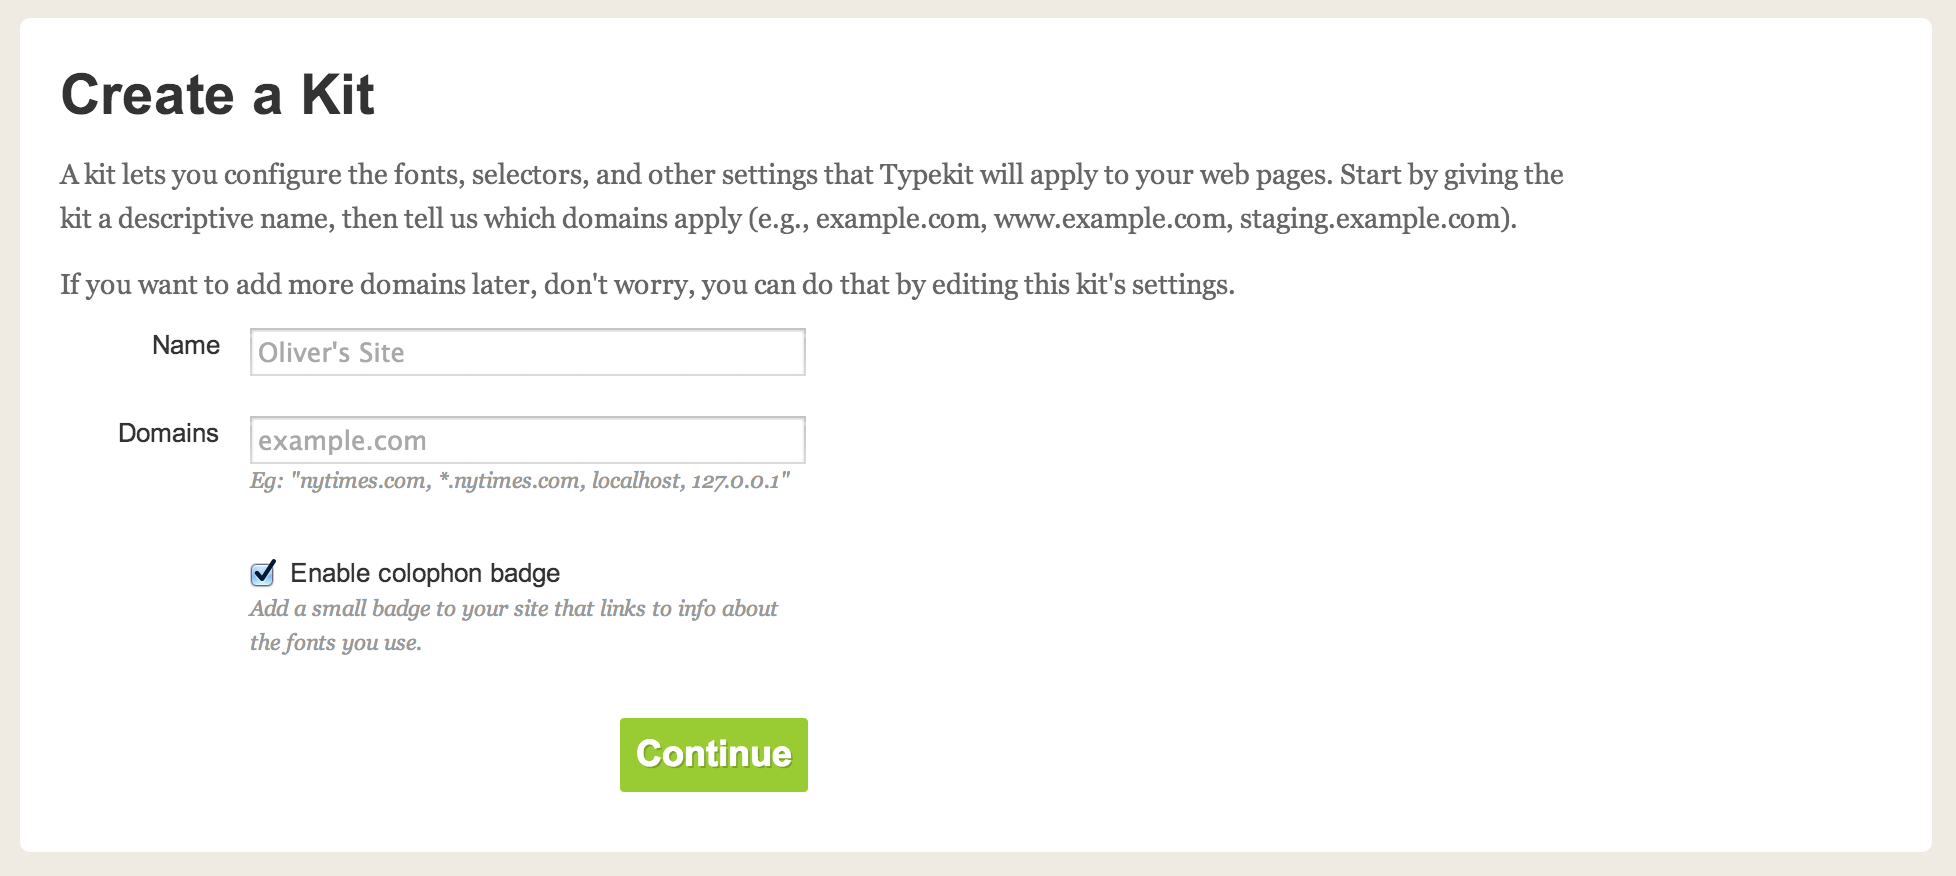 Create a Kit
A kit lets you configure the fonts, selectors, and other settings that Typekit will apply to your web pages. Start by giving the
kit a descriptive name, then tell us which domains apply (e.g., example.com, www.example.com, staging.example.com).
If you want to add more domains later, don't worry, you can do that by editing this kit's settings.
Name
Oliver's Site
Domains
example.com
Eg: "nytimes.com, *.nytimes.com, localhost, 127.0.0.1"
Enable colophon badge
Add a small badge to your site that links to info about
the fonts you use.
Continue